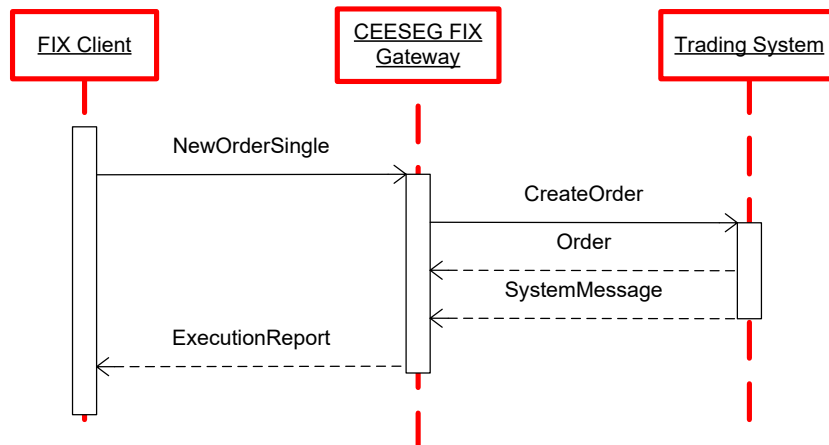 FIX Client
CEESEG FIX
Gateway
Trading System
NewOrderSingle
CreateOrder
Order
SystemMessage
ExecutionReport